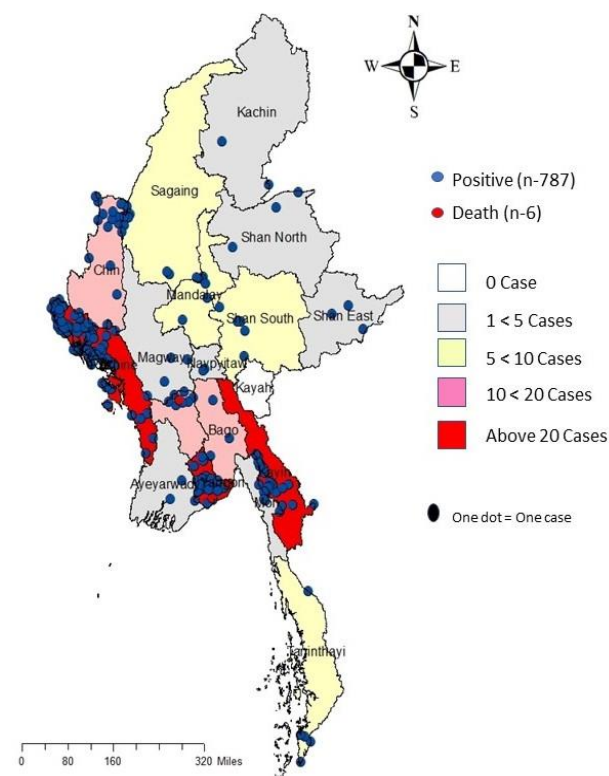 N
W
E
S
Kachin
Sagaing
Shan North
Chin
Mandalay
Shan South
Shan East
Magway
Naypyitaw
Kayah
Bago
Ayeyarwady
Mon
Taninthayi
Positive (n-787)
Death (n-6)
0 Case
1 < 5 Cases
5 < 10 Cases
10 < 20 Cases
Above 20 Cases
One dot = One case
0 80 160 320 Miles